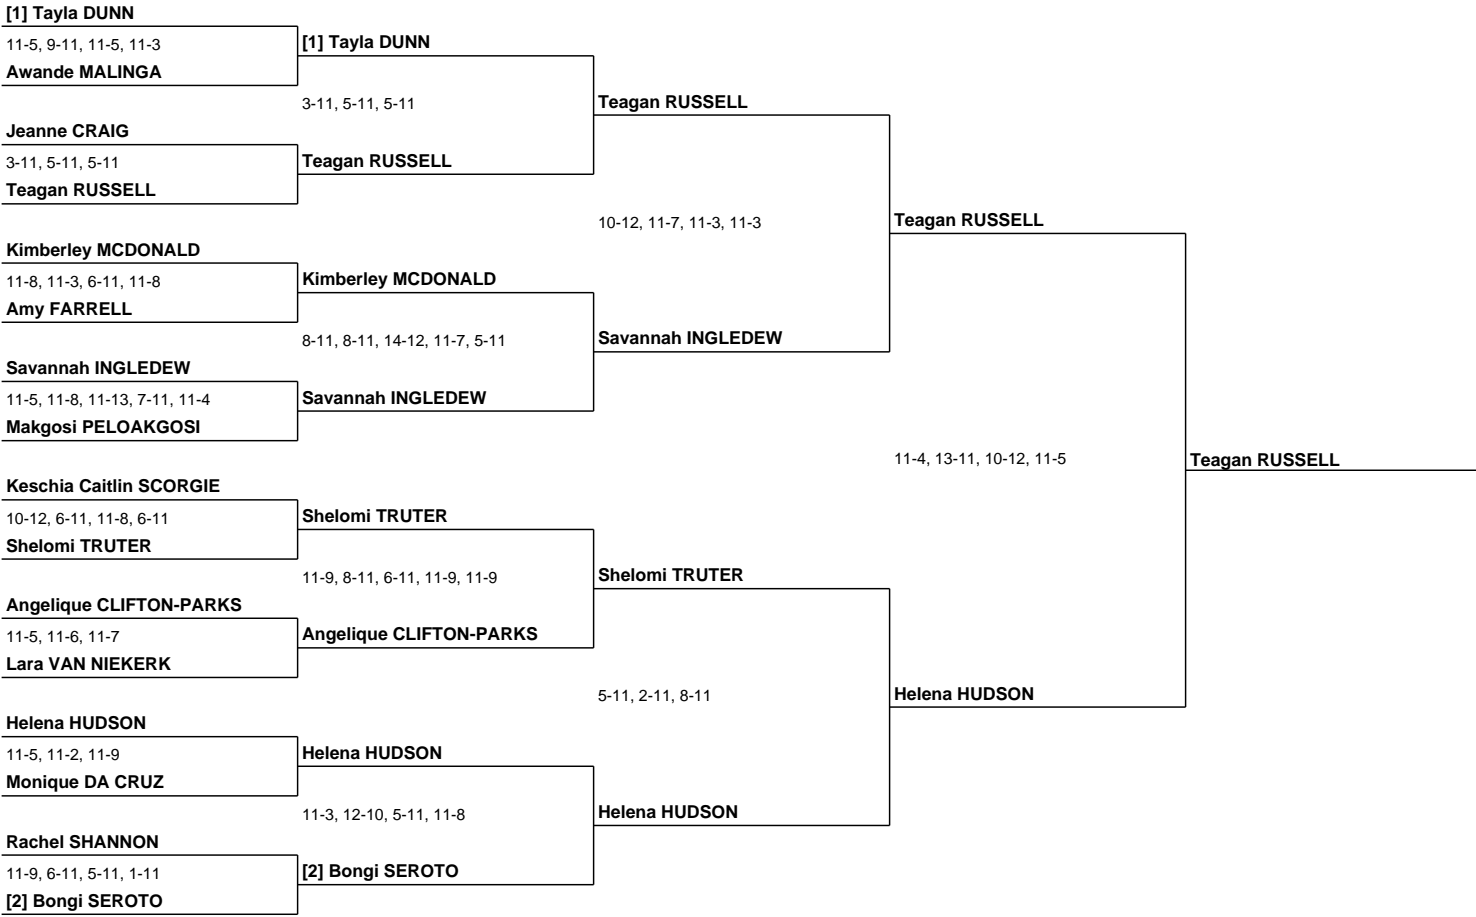 [1] Tayla DUNN
11-5, 9-11, 11-5, 11-3
Awande MALINGA
Jeanne CRAIG
3-11, 5-11, 5-11
Teagan RUSSELL
Kimberley MCDONALD
11-8, 11-3, 6-11, 11-8
Amy FARRELL
Savannah INGLEDEW
11-5, 11-8, 11-13, 7-11, 11-4
Makgosi PELOAKGOSI
Keschia Caitlin SCORGIE
10-12, 6-11, 11-8, 6-11
Shelomi TRUTER
Angelique CLIFTON-PARKS
11-5, 11-6, 11-7
Lara VAN NIEKERK
Helena HUDSON
11-5, 11-2, 11-9
Monique DA CRUZ
Rachel SHANNON
11-9, 6-11, 5-11, 1-11
[2] Bongi SEROTO
[1] Tayla DUNN
3-11, 5-11, 5-11
Teagan RUSSELL
Kimberley MCDONALD
8-11, 8-11, 14-12, 11-7, 5-11
Savannah INGLEDEW
Shelomi TRUTER
11-9, 8-11, 6-11, 11-9, 11-9
Angelique CLIFTON-PARKS
Helena HUDSON
11-3, 12-10, 5-11, 11-8
[2] Bongi SEROTO
Teagan RUSSELL
10-12, 11-7, 11-3, 11-3
Savannah INGLEDEW
Shelomi TRUTER
5-11, 2-11, 8-11
Helena HUDSON
Teagan RUSSELL
11-4, 13-11, 10-12, 11-5
Helena HUDSON
Teagan RUSSELL